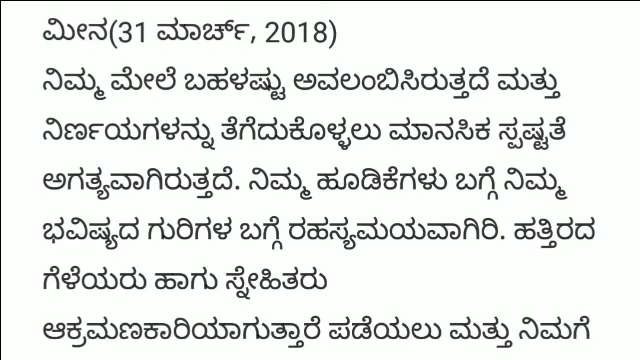 ಮೀನ(31 ಮಾರ್ಚ್, 2018)
ನಿಮ್ಮ ಮೇಲೆ ಬಹಳಷ್ಟು ಅವಲಂಬಿಸಿರುತ್ತದೆ ಮತ್ತು
ನಿರ್ಣಯಗಳನ್ನು ತೆಗೆದುಕೊಳ್ಳಲು ಮಾನಸಿಕ ಸ್ಪಷ್ಟತೆ
ಅಗತ್ಯವಾಗಿರುತ್ತದೆ. ನಿಮ್ಮ ಹೂಡಿಕೆಗಳು ಬಗ್ಗೆ ನಿಮ್ಮ
ಭವಿಷ್ಯದ ಗುರಿಗಳ ಬಗ್ಗೆ ರಹಸ್ಯಮಯವಾಗಿರಿ. ಹತ್ತಿರದ
ಗೆಳೆಯರು ಹಾಗು ಸ್ನೇಹಿತರು
ಆಕ್ರಮಣಕಾರಿಯಾಗುತ್ತಾರೆ ಪಡೆಯಲು ಮತ್ತು ನಿಮಗೆ